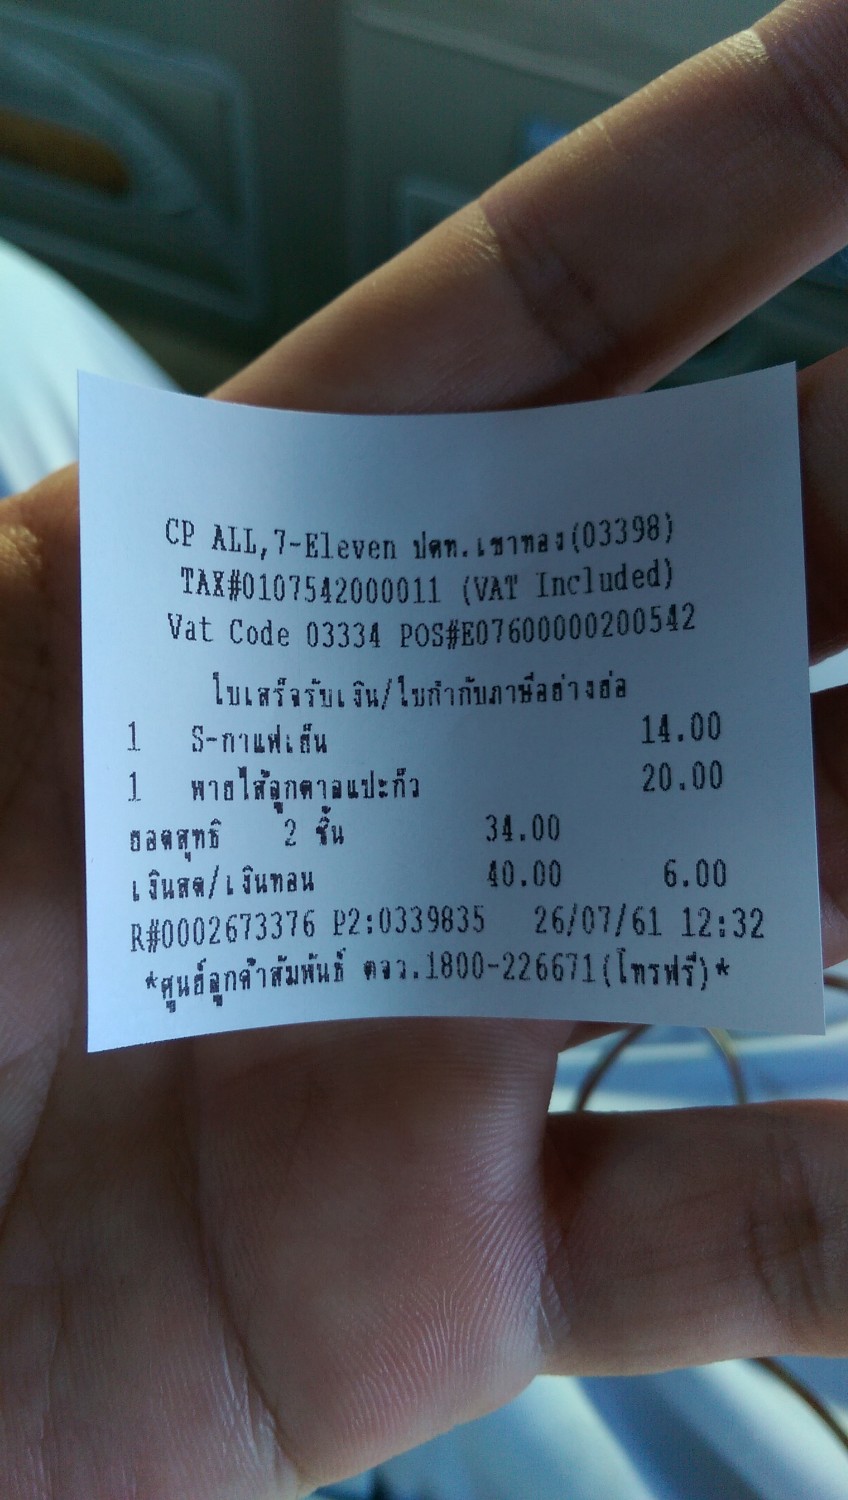 CP ALL,7-Eleven ปตท.เขาทอง(03398)
TAX#0107542000011 (VAT Included)
Vat Code 03334 POS#E07600000200542
ใบเสร็จรับเงิน/ใบกำกับภาษีอย่างย่อ
1 S-กาแฟเย็น 14.00
1 พายไส้ลูกตาลแปะก๊ว 20.00
ยอดสุทธิ 2 ชิ้น 34.00
เงินสด/เงินทอน 40.00 6.00
R#0002673376 P2:0339835 26/07/61 12:32
*ศูนย์ลูกค้าสัมพันธ์ ตจว.1800-226671(โทรฟรี)*